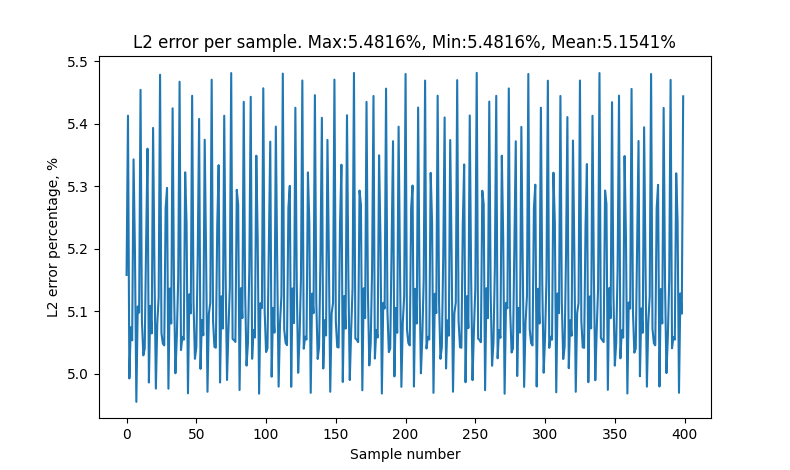 L2 error per sample. Max:5.4816%, Min:5.4816%, Mean:5.1541%
5.5
5.4
5.3
5.2
5.1
5.0
L2 error percentage, %
0 50 100 150 200 250 300 350 400
Sample number